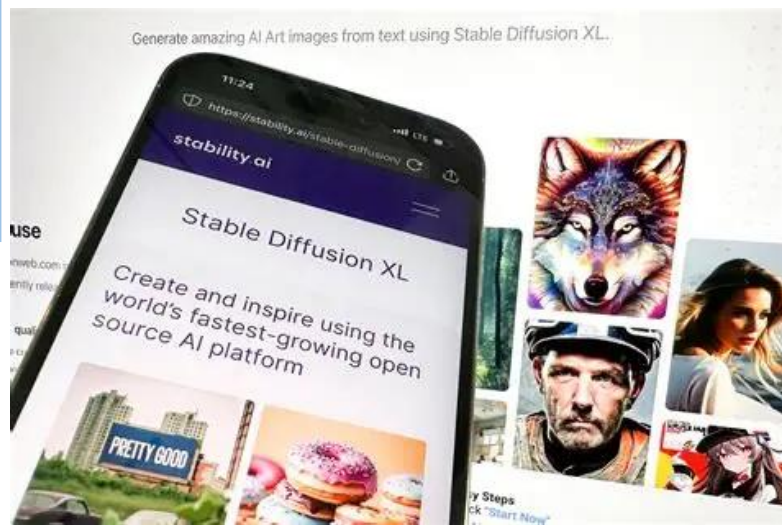 Generate amazing AI Art images from text using Stable Diffusion XL.
11:24
LTE
https://stability.ai/stable-diffusion/
stability.ai
Stable Diffusion XL
Create and inspire using the
world's fastest-growing open
source AI platform
PRETTY GOOD
Steps
"Start Now"